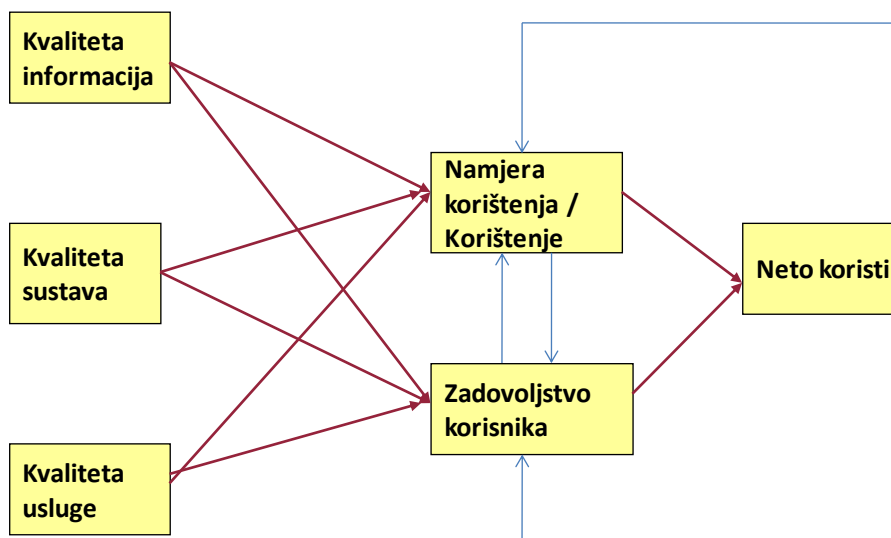 Kvaliteta
informacija
Namjera
korištenja /
Korištenje
Kvaliteta
sustava
Neto koristi
Zadovoljstvo
korisnika
Kvaliteta
usluge